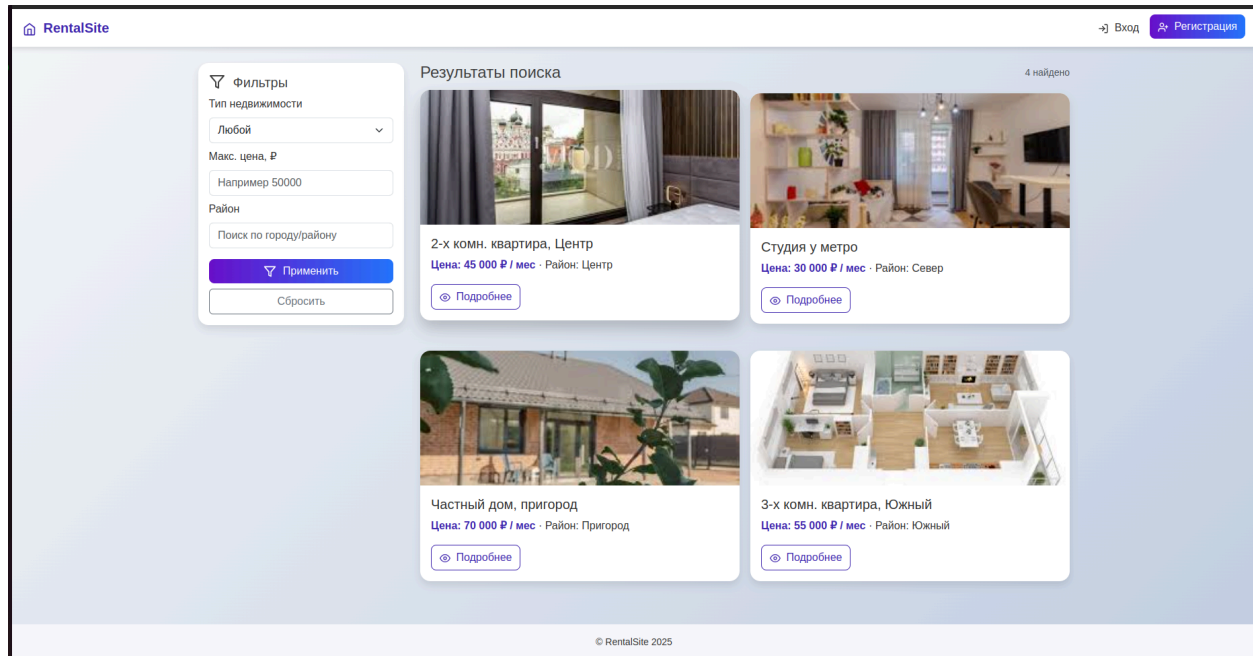 RentalSite
Вход
Регистрация
Фильтры
Тип недвижимости
Любой
Макс. цена, ₽
Например 50000
Район
Поиск по городу/району
Применить
Сбросить
Результаты поиска
4 найдено
2-х комн. квартира, Центр
Цена: 45 000 ₽ / мес · Район: Центр
Подробнее
Студия у метро
Цена: 30 000 ₽ / мес · Район: Север
Подробнее
Частный дом, пригород
Цена: 70 000 ₽ / мес · Район: Пригород
Подробнее
3-х комн. квартира, Южный
Цена: 55 000 ₽ / мес · Район: Южный
Подробнее
© RentalSite 2025